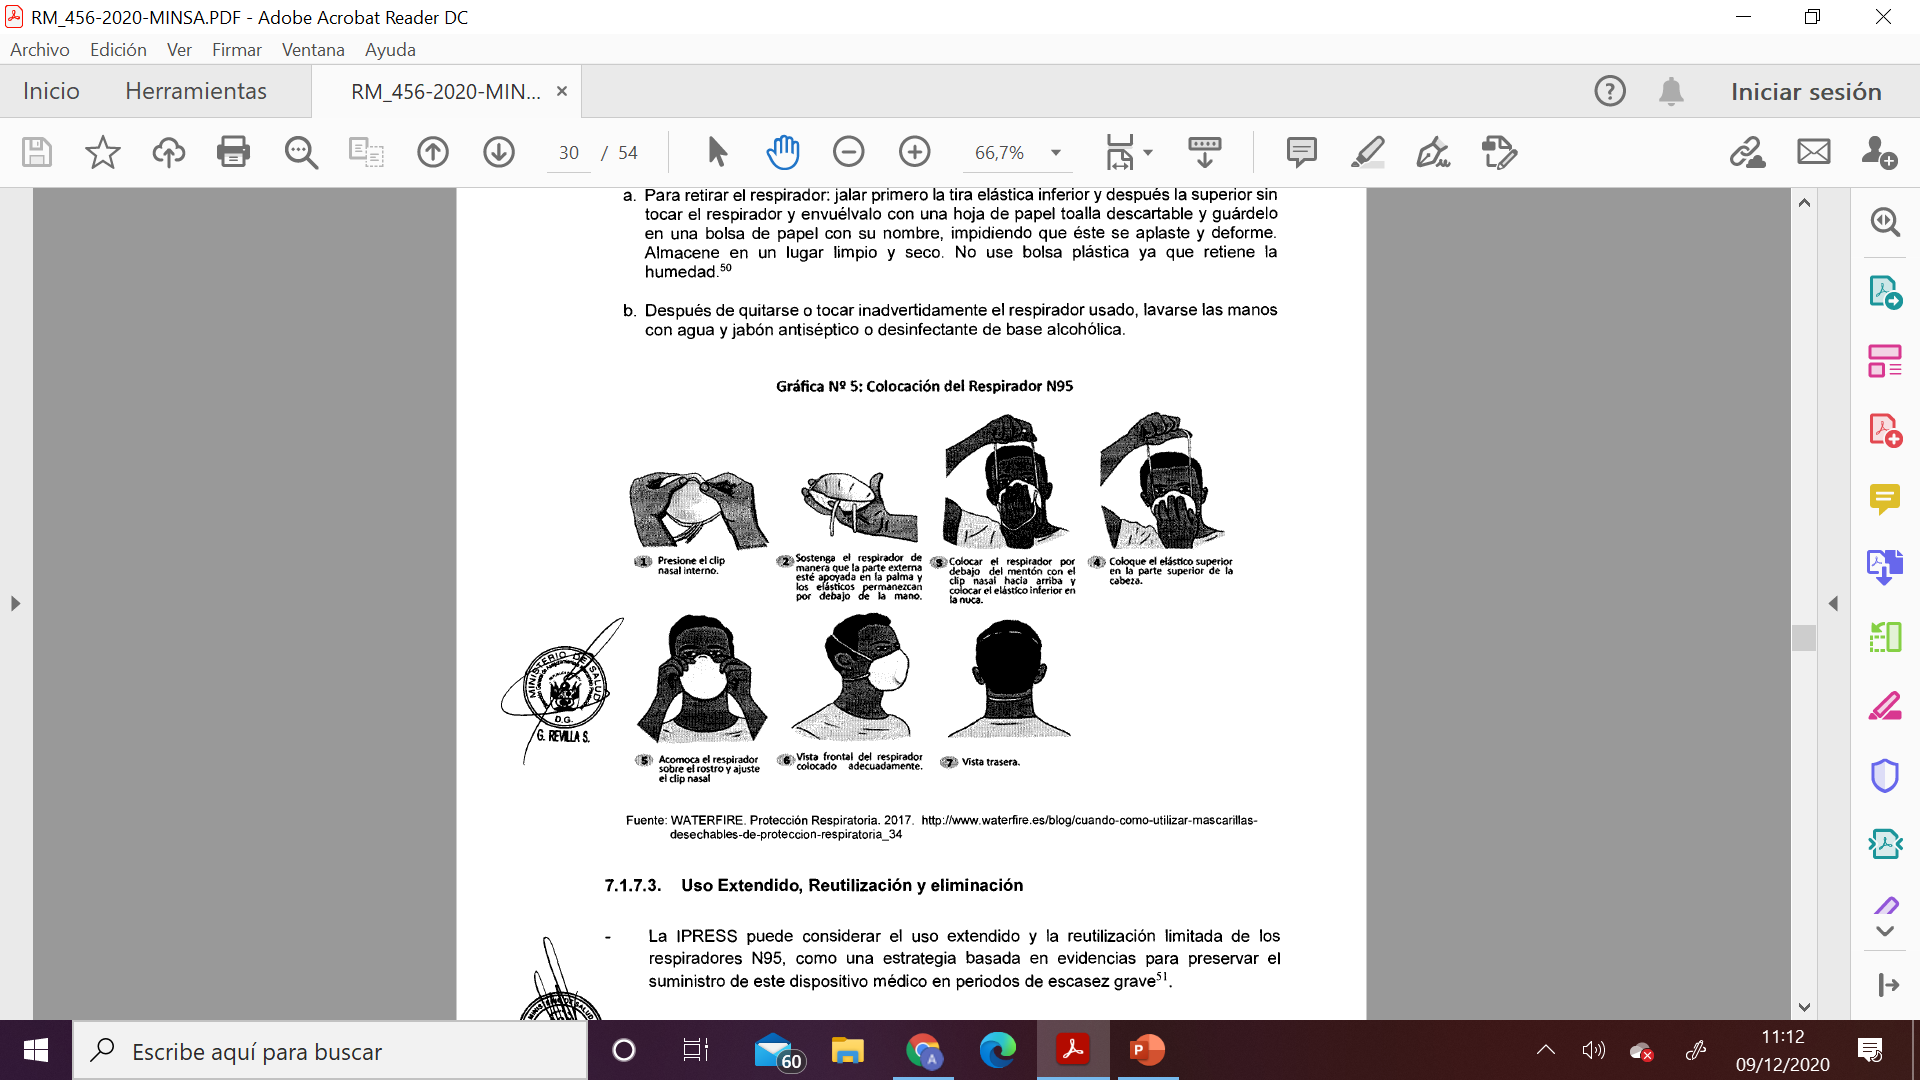 RM_456-2020-MINSA.PDF - Adobe Acrobat Reader DC
Archivo Edición Ver Firmar Ventana Ayuda
Inicio Herramientas RM_456-2020-MIN... × Iniciar sesión
30 / 54 66,7%
a. Para retirar el respirador: jalar primero la tira elástica inferior y después la superior sin
tocar el respirador y envuélvalo con una hoja de papel toalla descartable y guárdelo
en una bolsa de papel con su nombre, impidiendo que éste se aplaste y deforme.
Almacene en un lugar limpio y seco. No use bolsa plástica ya que retiene la
humedad.50
b. Después de quitarse o tocar inadvertidamente el respirador usado, lavarse las manos
con agua y jabón antiséptico o desinfectante de base alcohólica.
Gráfica Nº 5: Colocación del Respirador N95
1 Presione el clip
nasal interno.
2 Sostenga el respirador de
manera que la parte externa
esté apoyada en la palma y
los elásticos permanezcan
por debajo de la mano.
3 Colocar el respirador por
debajo del mentón con el
clip nasal hacia arriba y
colocar el elástico inferior en
la nuca.
4 Coloque el elástico superior
en la parte superior de la
cabeza.
MINISTERIO DE SALUD
D.G.
G. REVILLA S.
5 Acomoca el respirador
sobre el rostro y ajuste
el clip nasal
6 Vista frontal del respirador
colocado adecuadamente.
7 Vista trasera.
Fuente: WATERFIRE. Protección Respiratoria. 2017. http://www.waterfire.es/blog/cuando-como-utilizar-mascarillas-
desechables-de-proteccion-respiratoria_34
7.1.7.3. Uso Extendido, Reutilización y eliminación
- La IPRESS puede considerar el uso extendido y la reutilización limitada de los
respiradores N95, como una estrategia basada en evidencias para preservar el
suministro de este dispositivo médico en periodos de escasez grave51.
Escribe aquí para buscar
60
A
P
11:12
09/12/2020